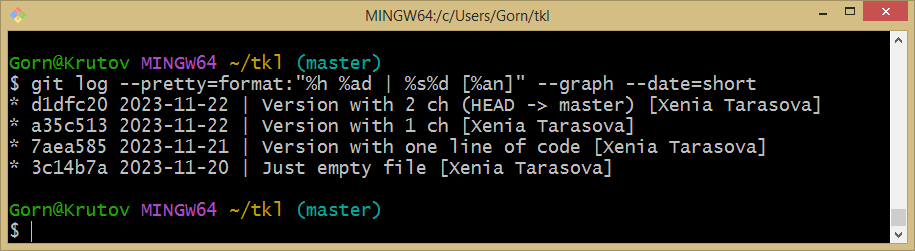 MINGW64:/c/Users/Gorn/tkl
Gorn@Krutov MINGW64 ~/tkl (master)
$ git log --pretty=format:"%h %ad | %s%d [%an]" --graph --date=short
* d1dfc20 2023-11-22 | Version with 2 ch (HEAD -> master) [Xenia Tarasova]
* a35c513 2023-11-22 | Version with 1 ch [Xenia Tarasova]
* 7aea585 2023-11-21 | Version with one line of code [Xenia Tarasova]
* 3c14b7a 2023-11-20 | Just empty file [Xenia Tarasova]
Gorn@Krutov MINGW64 ~/tkl (master)
$